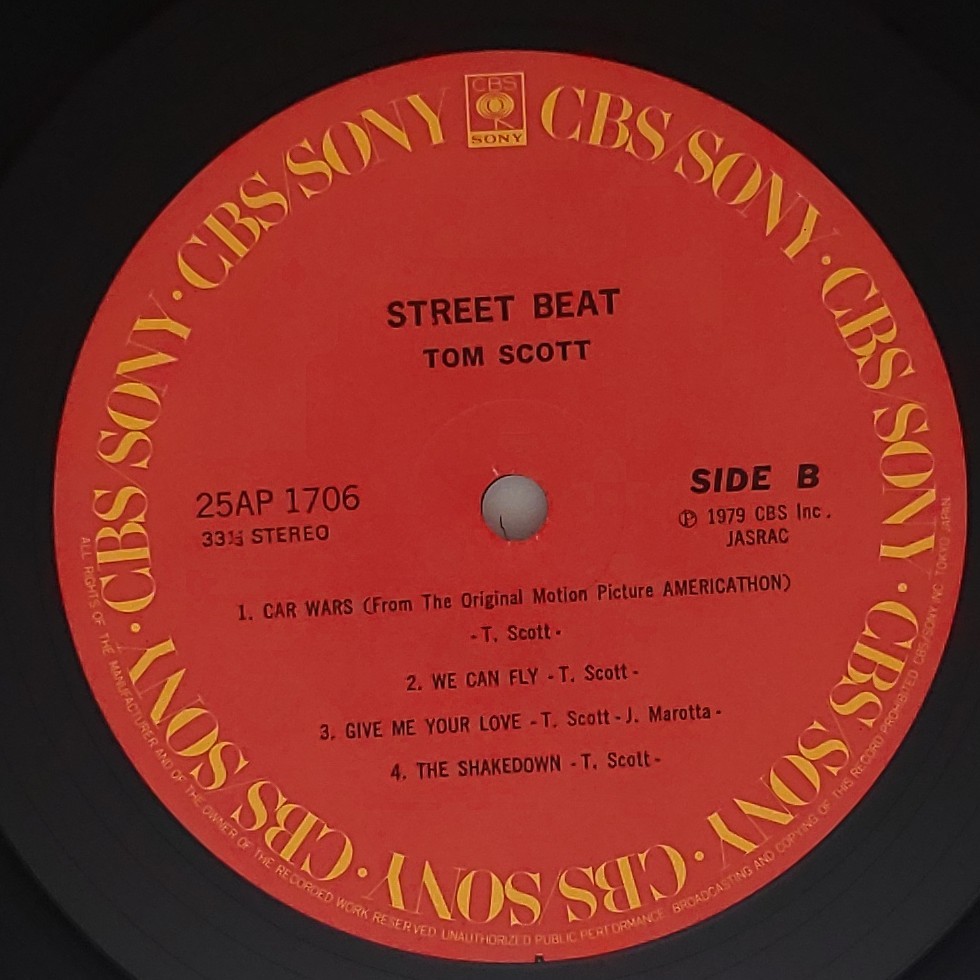 CBS
SONY
CBS/SONY · CBS/SONY · CBS/SONY · CBS/SONY · CBS/SONY · CBS/SONY · CBS/SONY · CBS/SONY
STREET BEAT
TOM SCOTT
25AP 1706
33⅓ STEREO
SIDE B
℗ 1979 CBS Inc.
JASRAC
1. CAR WARS (From The Original Motion Picture AMERICATHON)
-T. Scott-
2. WE CAN FLY -T. Scott-
3. GIVE ME YOUR LOVE -T. Scott-J. Marotta-
4. THE SHAKEDOWN -T. Scott-
ALL RIGHTS OF THE MANUFACTURER AND OF THE OWNER OF THE RECORDED WORK RESERVED UNAUTHORIZED PUBLIC PERFORMANCE BROADCASTING AND COPYING OF THIS RECORD PROHIBITED CBS/SONY INC. TOKYO JAPAN